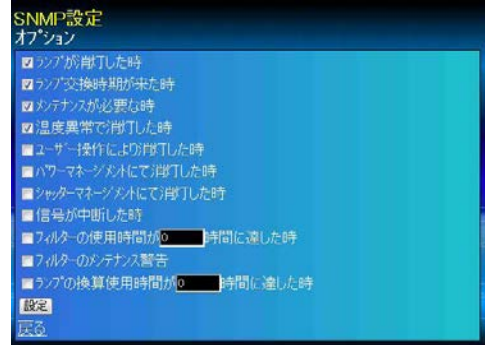 SNMP設定
オプション
ランプが消灯した時
ランプ交換時期が来た時
メンテナンスが必要な時
温度異常で消灯した時
ユーザー操作により消灯した時
パワーマネージメントにて消灯した時
シャッターマネージメントにて消灯した時
信号が中断した時
フィルターの使用時間が 0 時間に達した時
フィルターのメンテナンス警告
ランプの換算使用時間が 0 時間に達した時
設定
戻る